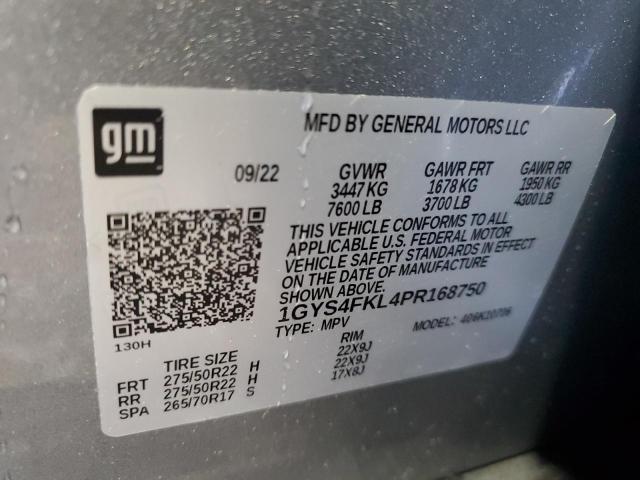 gm
MFD BY GENERAL MOTORS LLC
09/22 GVWR GAWR FRT GAWR RR
3447 KG 1678 KG 1950 KG
7600 LB 3700 LB 4300 LB
THIS VEHICLE CONFORMS TO ALL
APPLICABLE U.S. FEDERAL MOTOR
VEHICLE SAFETY STANDARDS IN EFFECT
ON THE DATE OF MANUFACTURE
SHOWN ABOVE.
1GYS4FKL4PR168750
TYPE: MPV MODEL: 406K10706
130H
TIRE SIZE RIM
FRT 275/50R22 H 22X9J
RR 275/50R22 H 22X9J
SPA 265/70R17 S 17X8J